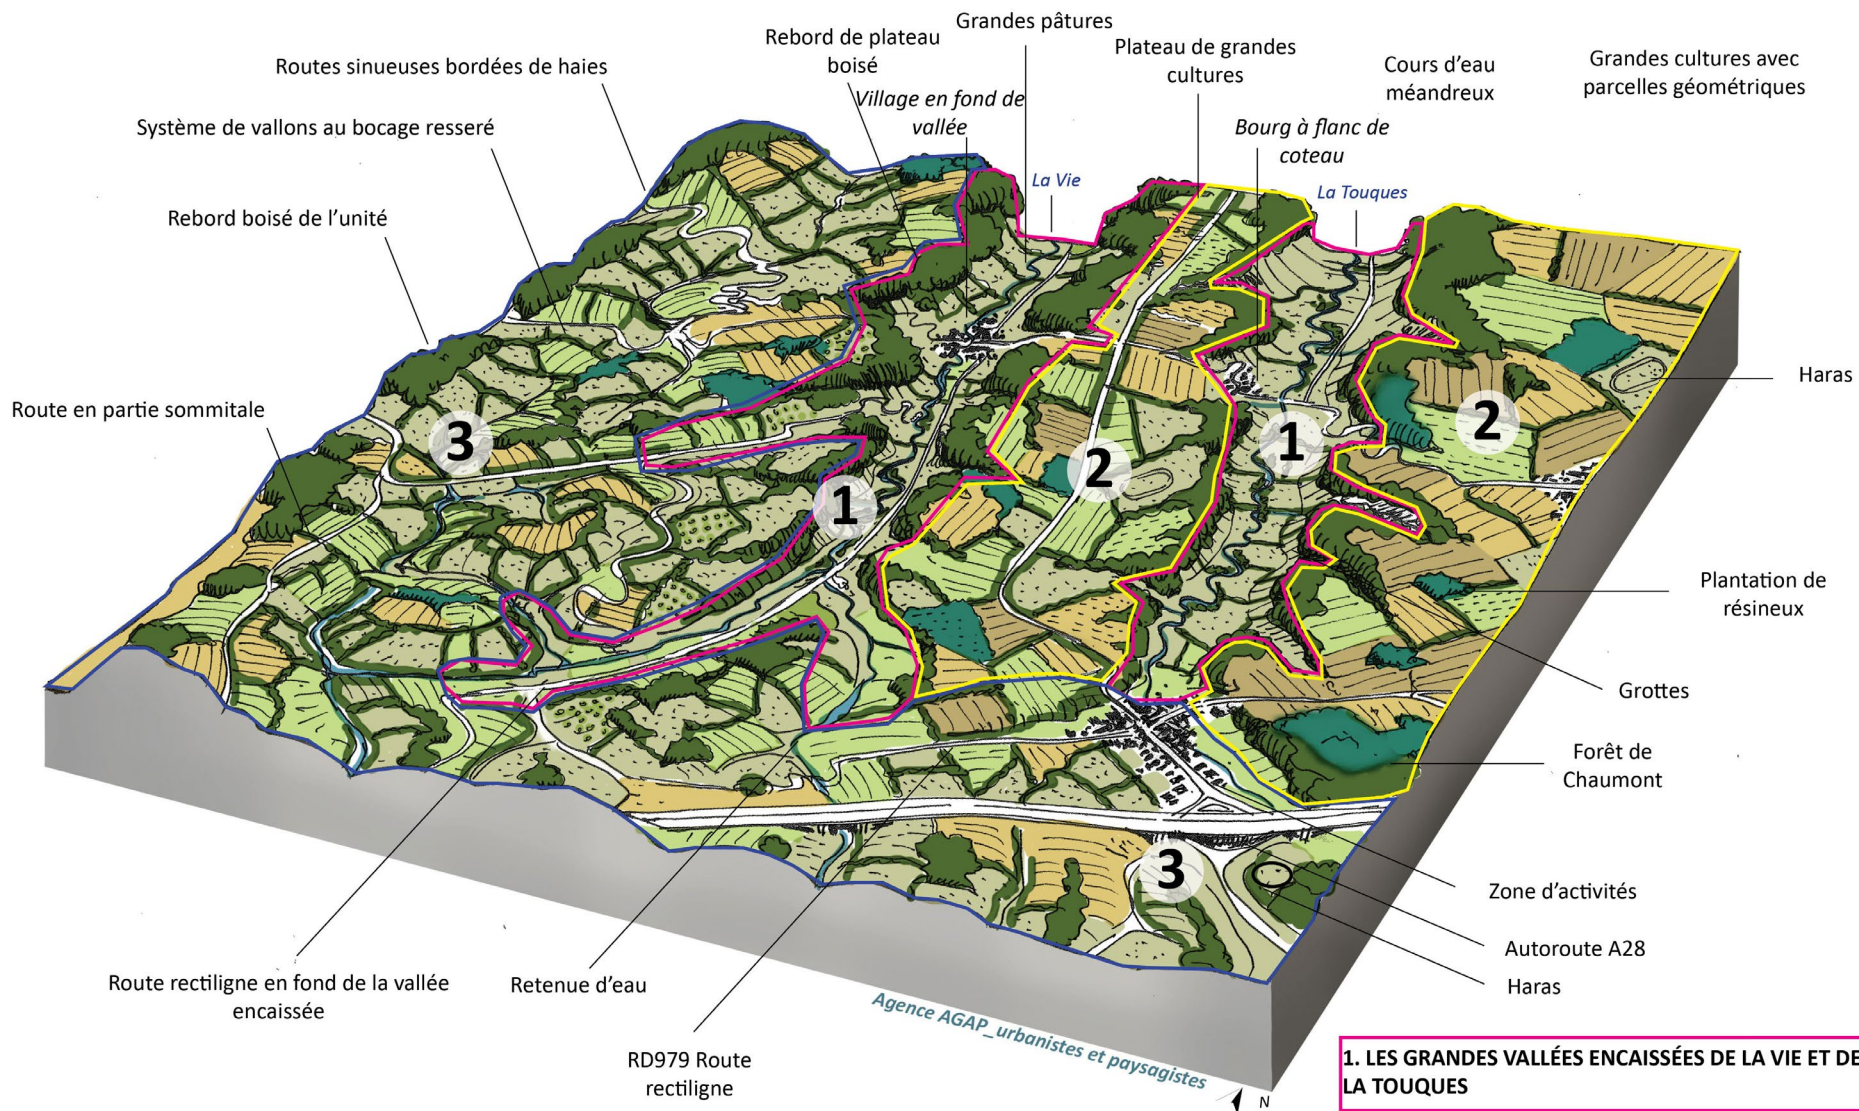 Grandes pâtures
Rebord de plateau
boisé
Plateau de grandes
cultures
Cours d'eau
méandreux
Grandes cultures avec
parcelles géométriques
Routes sinueuses bordées de haies
Village en fond de
vallée
Système de vallons au bocage resseré
Bourg à flanc de
coteau
La Vie
La Touques
Rebord boisé de l'unité
Haras
Route en partie sommitale
3
2
1
2
1
Plantation de
résineux
Grottes
Forêt de
Chaumont
3
Zone d'activités
Autoroute A28
Haras
Route rectiligne en fond de la vallée
encaissée
Retenue d'eau
RD979 Route
rectiligne
Agence AGAP_urbanistes et paysagistes
N
1. LES GRANDES VALLÉES ENCAISSÉES DE LA VIE ET DE
LA TOUQUES